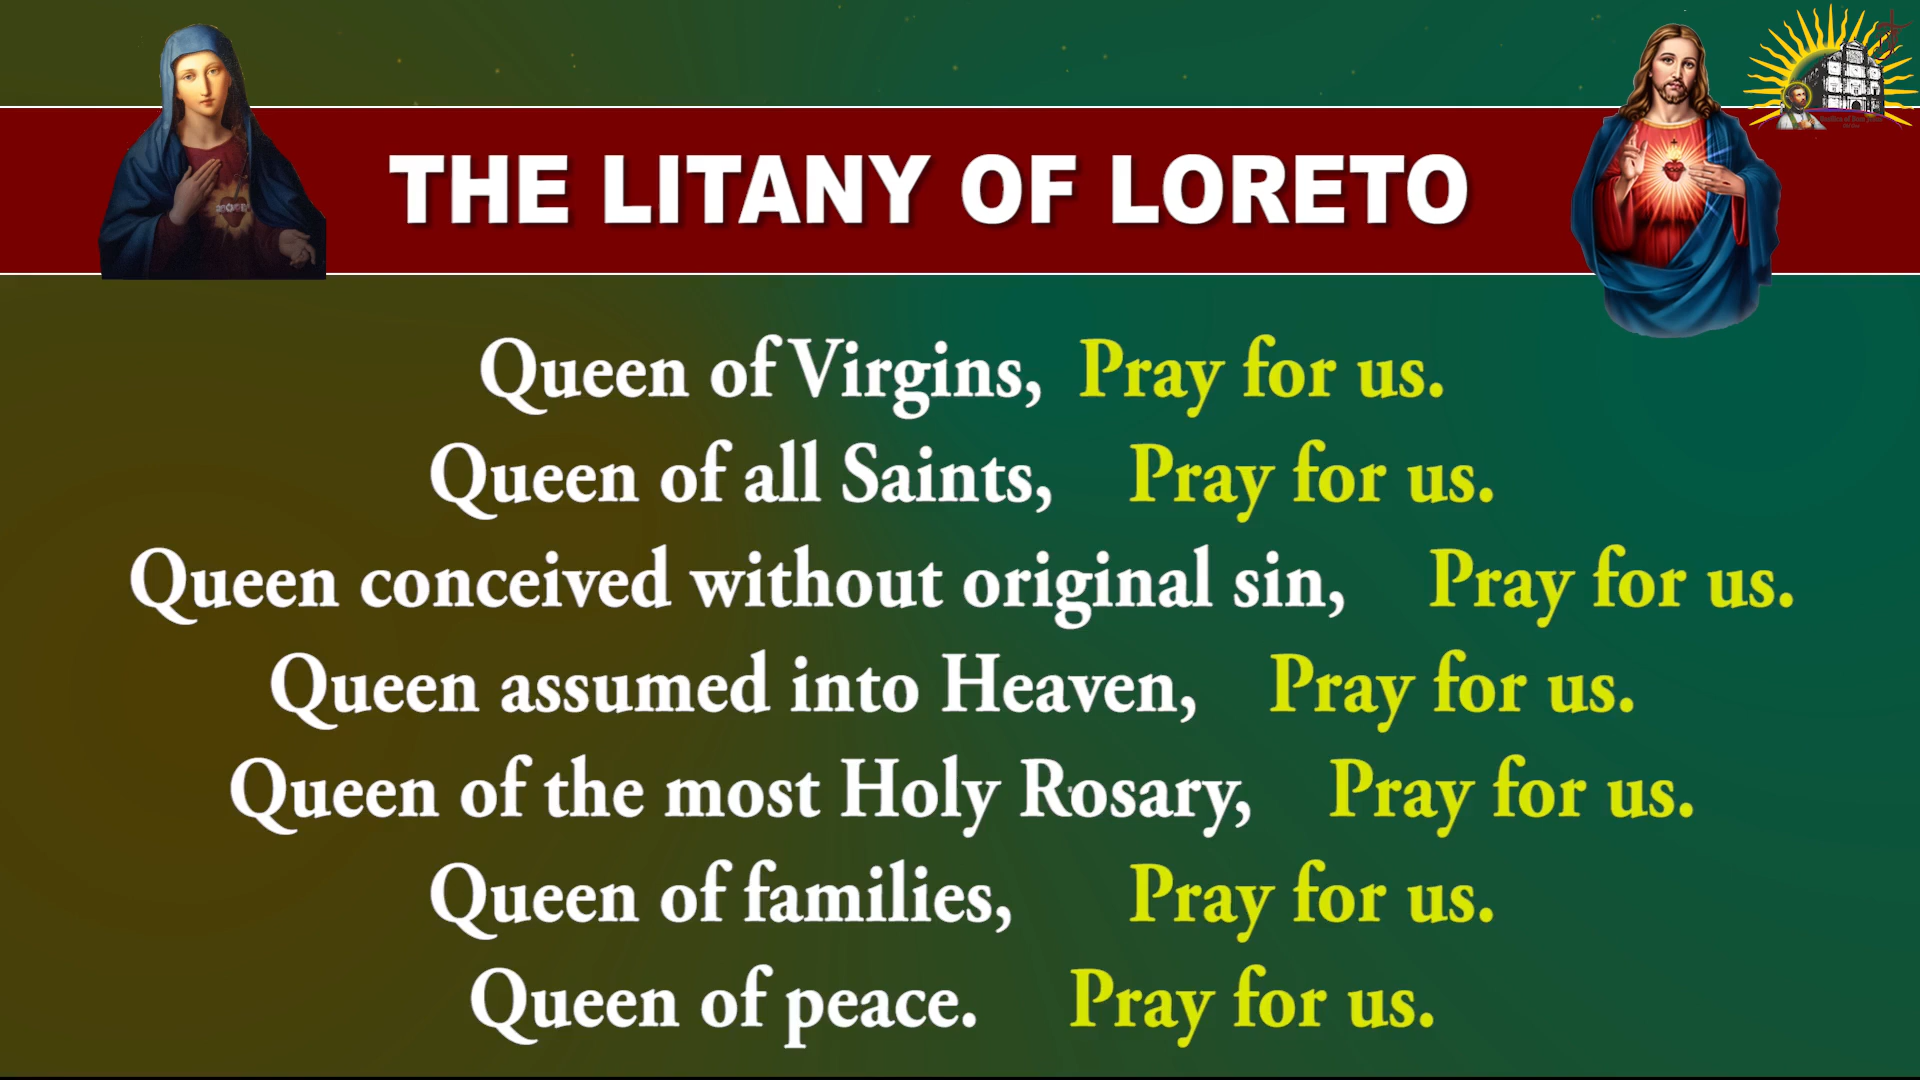 THE LITANY OF LORETO
Queen of Virgins, Pray for us.
Queen of all Saints, Pray for us.
Queen conceived without original sin, Pray for us.
Queen assumed into Heaven, Pray for us.
Queen of the most Holy Rosary, Pray for us.
Queen of families, Pray for us.
Queen of peace. Pray for us.